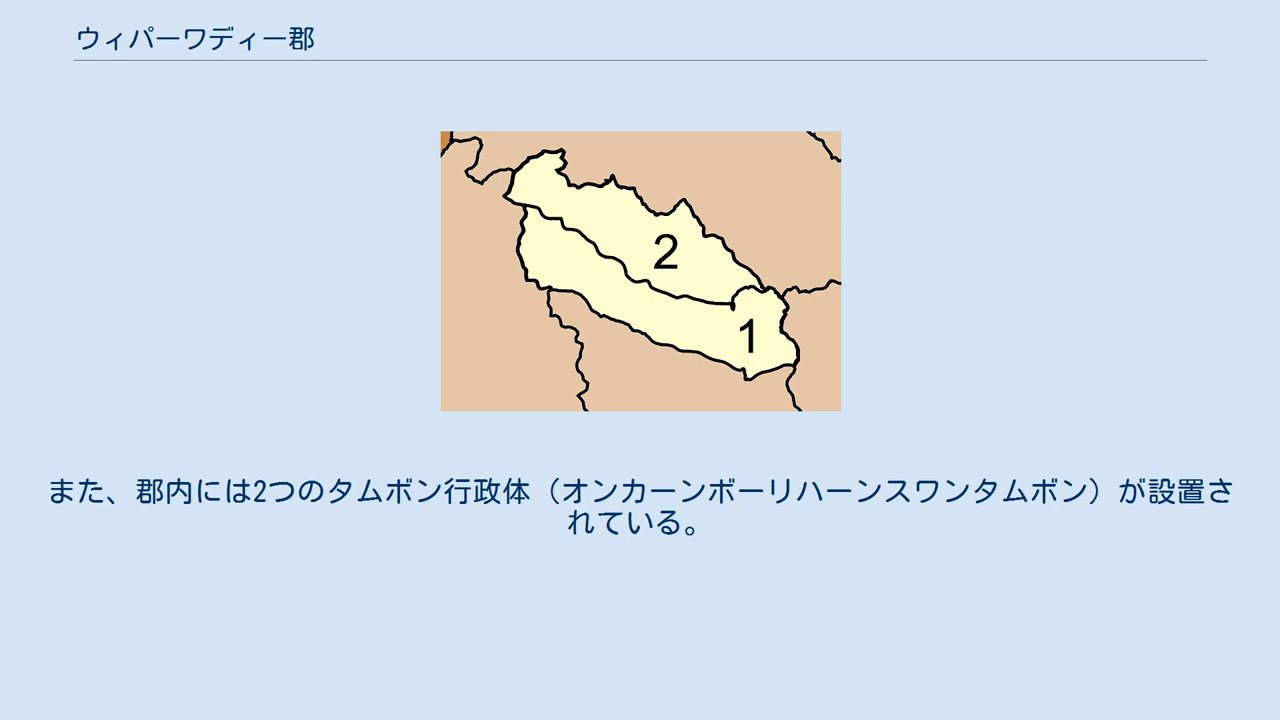 ウィパーワディー郡
2
1
また、郡内には2つのタムボン行政体（オンカーンボーリハーンスワンタムボン）が設置さ
れている。